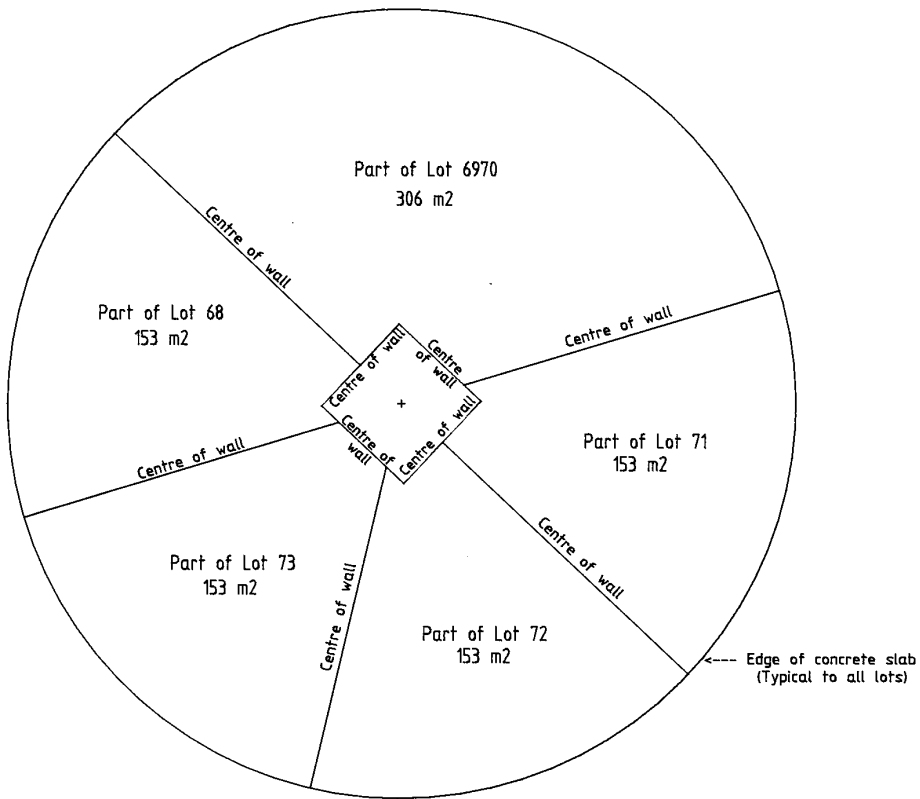 Part of Lot 6970
306 m2
Centre of wall
Part of Lot 68
153 m2
Centre of wall
Centre of wall
Centre
of wall
Centre of wall
Centre of
wall
Centre of wall
Part of Lot 71
153 m2
Centre of wall
Part of Lot 73
153 m2
Centre of wall
Centre of wall
Part of Lot 72
153 m2
Edge of concrete slab
(Typical to all lots)